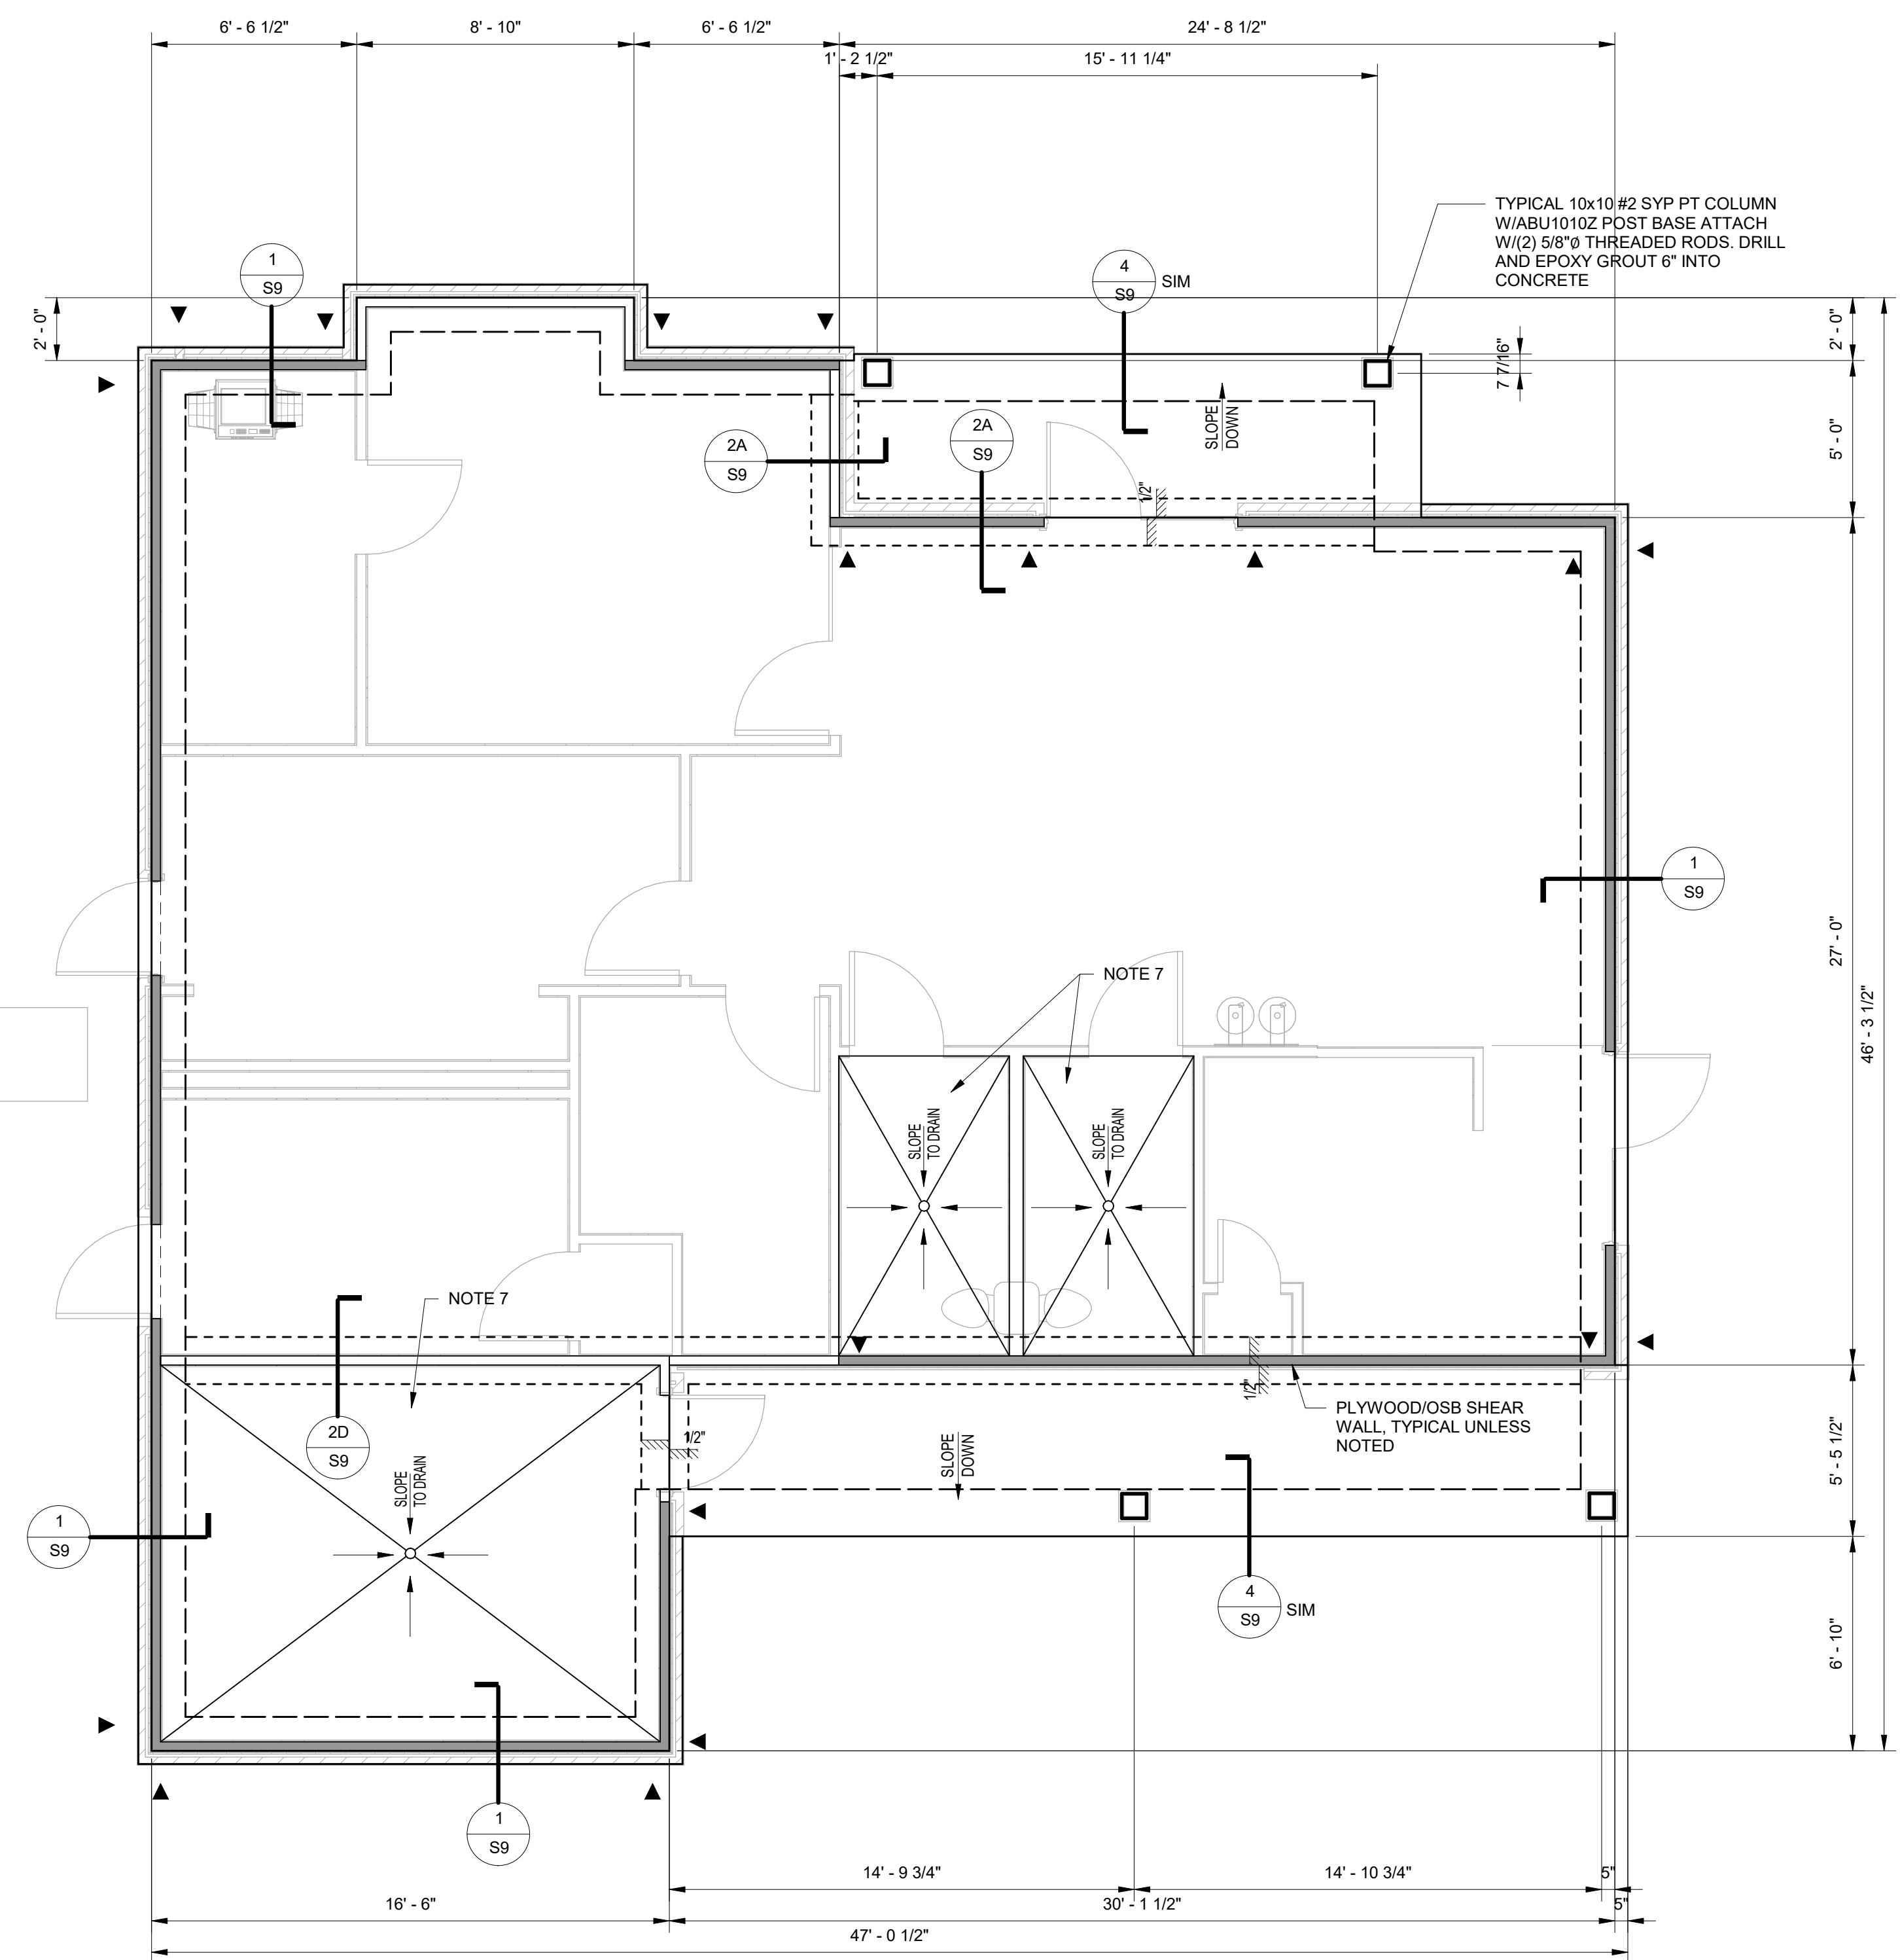 6' - 6 1/2"
8' - 10"
6' - 6 1/2"
24' - 8 1/2"
1' - 2 1/2"
15' - 11 1/4"
TYPICAL 10x10 #2 SYP PT COLUMN
W/ABU1010Z POST BASE ATTACH
W/(2) 5/8"Ø THREADED RODS. DRILL
AND EPOXY GROUT 6" INTO
CONCRETE
1
S9
4
S9
SIM
2' - 0"
2' - 0"
7 7/16"
SLOPE
DOWN
2A
S9
2A
S9
5' - 0"
1/2"
1
S9
27' - 0"
46' - 3 1/2"
NOTE 7
SLOPE
TO DRAIN
SLOPE
TO DRAIN
NOTE 7
1/2"
PLYWOOD/OSB SHEAR
WALL, TYPICAL UNLESS
NOTED
2D
S9
1/2"
SLOPE
DOWN
SLOPE
TO DRAIN
5' - 5 1/2"
1
S9
4
S9
SIM
6' - 10"
1
S9
14' - 9 3/4"
14' - 10 3/4"
5"
16' - 6"
30' - 1 1/2"
5"
47' - 0 1/2"